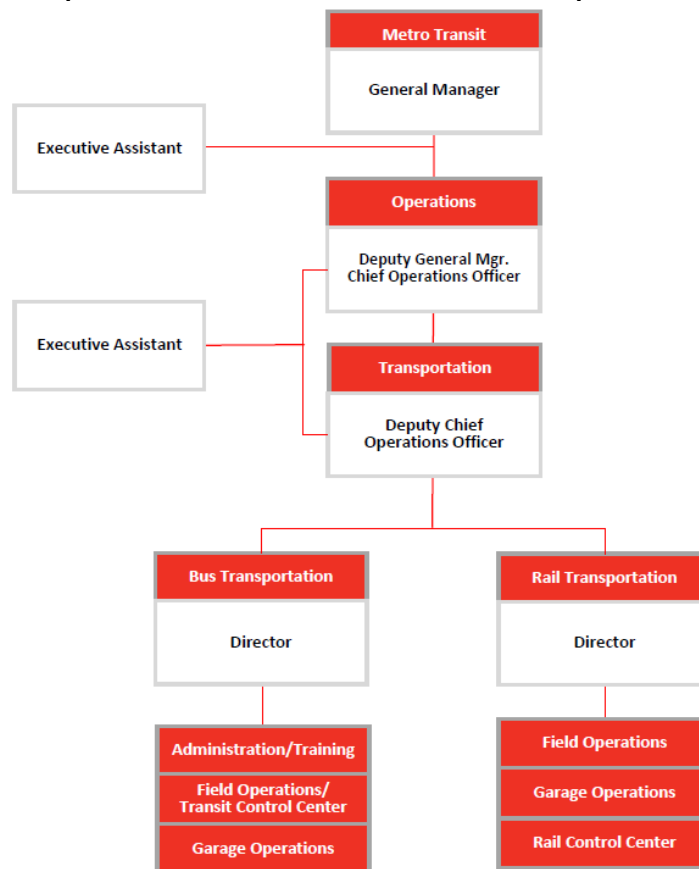 Metro Transit
General Manager
Executive Assistant
Operations
Deputy General Mgr.
Chief Operations Officer
Executive Assistant
Transportation
Deputy Chief
Operations Officer
Bus Transportation
Director
Administration/Training
Field Operations/
Transit Control Center
Garage Operations
Rail Transportation
Director
Field Operations
Garage Operations
Rail Control Center